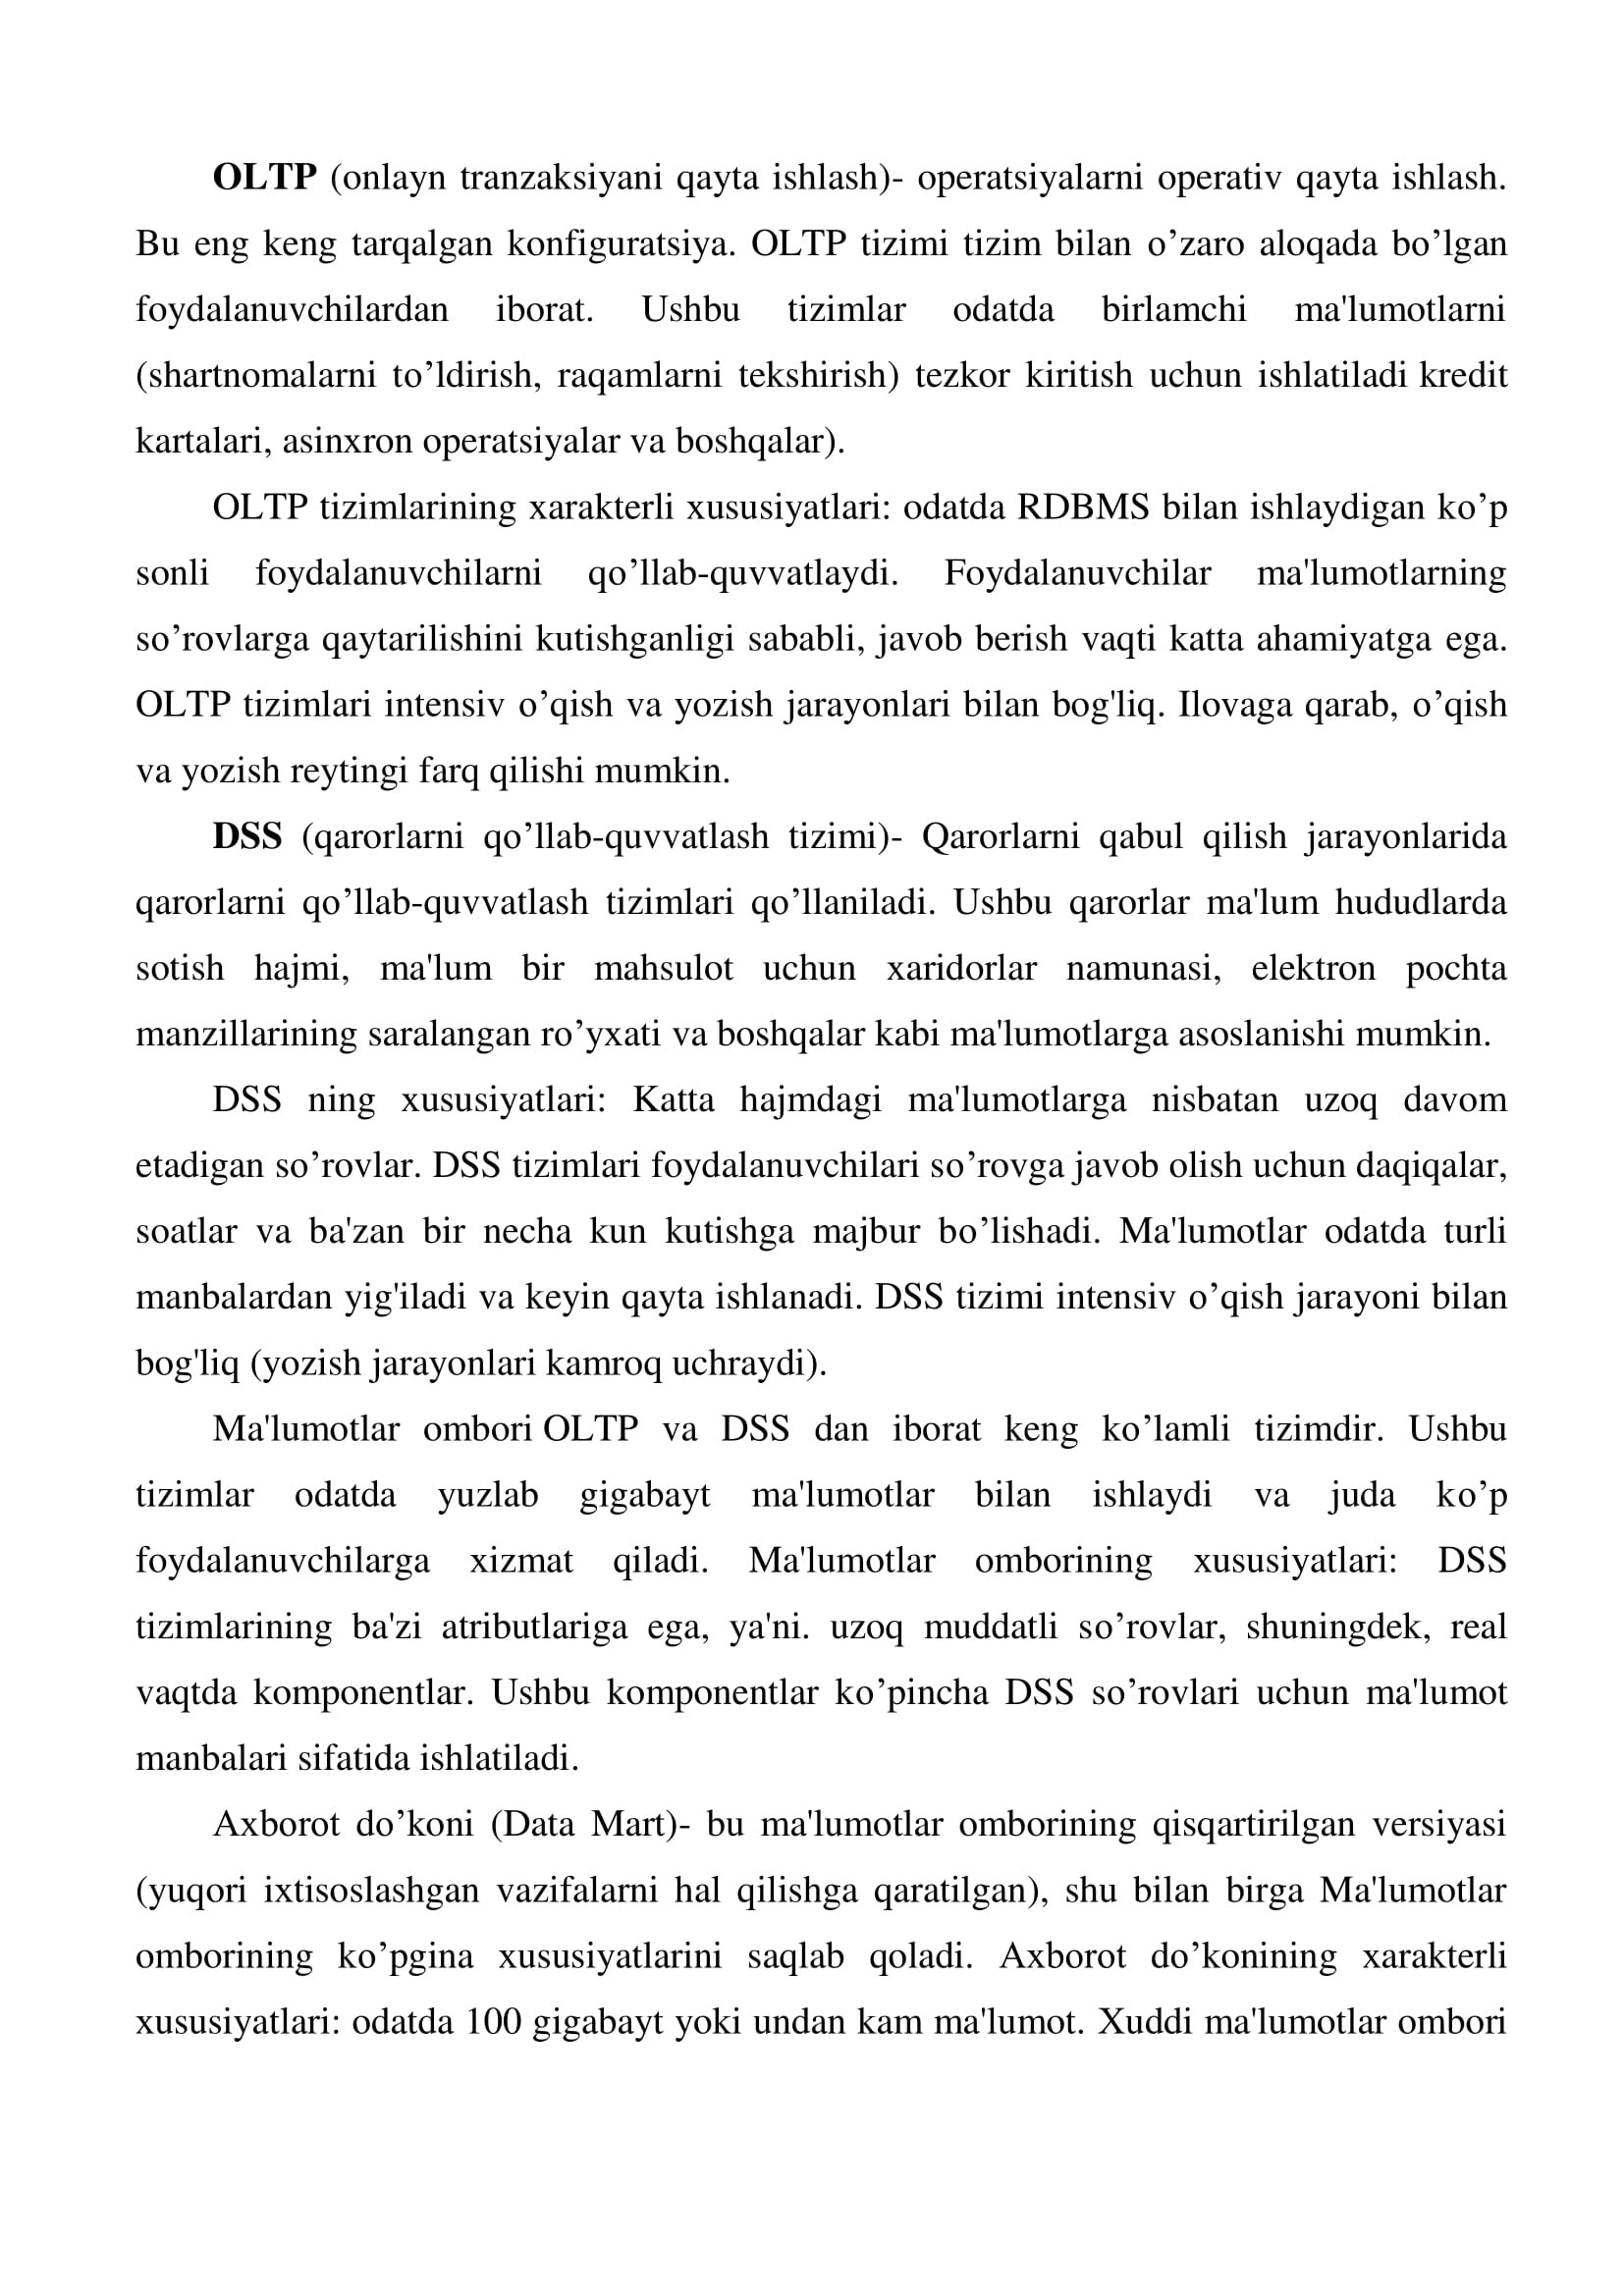 OLTP (onlayn tranzaksiyani qayta ishlash)- operatsiyalarni operativ qayta ishlash.
Bu eng keng tarqalgan konfiguratsiya. OLTP tizimi tizim bilan o’zaro aloqada bo’lgan
foydalanuvchilardan iborat. Ushbu tizimlar odatda birlamchi ma'lumotlarni
(shartnomalarni to’ldirish, raqamlarni tekshirish) tezkor kiritish uchun ishlatiladi kredit
kartalari, asinxron operatsiyalar va boshqalar).
OLTP tizimlarining xarakterli xususiyatlari: odatda RDBMS bilan ishlaydigan ko’p
sonli foydalanuvchilarni qo’llab-quvvatlaydi. Foydalanuvchilar ma'lumotlarning
so’rovlarga qaytarilishini kutishganligi sababli, javob berish vaqti katta ahamiyatga ega.
OLTP tizimlari intensiv o’qish va yozish jarayonlari bilan bog'liq. Ilovaga qarab, o’qish
va yozish reytingi farq qilishi mumkin.
DSS (qarorlarni qo’llab-quvvatlash tizimi)- Qarorlarni qabul qilish jarayonlarida
qarorlarni qo’llab-quvvatlash tizimlari qo’llaniladi. Ushbu qarorlar ma'lum hududlarda
sotish hajmi, ma'lum bir mahsulot uchun xaridorlar namunasi, elektron pochta
manzillarining saralangan ro’yxati va boshqalar kabi ma'lumotlarga asoslanishi mumkin.
DSS ning xususiyatlari: Katta hajmdagi ma'lumotlarga nisbatan uzoq davom
etadigan so’rovlar. DSS tizimlari foydalanuvchilari so’rovga javob olish uchun daqiqalar,
soatlar va ba'zan bir necha kun kutishga majbur bo’lishadi. Ma'lumotlar odatda turli
manbalardan yig'iladi va keyin qayta ishlanadi. DSS tizimi intensiv o’qish jarayoni bilan
bog'liq (yozish jarayonlari kamroq uchraydi).
Ma'lumotlar ombori OLTP va DSS dan iborat keng ko’lamli tizimdir. Ushbu
tizimlar odatda yuzlab gigabayt ma'lumotlar bilan ishlaydi va juda ko’p
foydalanuvchilarga xizmat qiladi. Ma'lumotlar omborining xususiyatlari: DSS
tizimlarining ba'zi atributlariga ega, ya'ni. uzoq muddatli so’rovlar, shuningdek, real
vaqtda komponentlar. Ushbu komponentlar ko’pincha DSS so’rovlari uchun ma'lumot
manbalari sifatida ishlatiladi.
Axborot do’koni (Data Mart)- bu ma'lumotlar omborining qisqartirilgan versiyasi
(yuqori ixtisoslashgan vazifalarni hal qilishga qaratilgan), shu bilan birga Ma'lumotlar
omborining ko’pgina xususiyatlarini saqlab qoladi. Axborot do’konining xarakterli
xususiyatlari: odatda 100 gigabayt yoki undan kam ma'lumot. Xuddi ma'lumotlar ombori